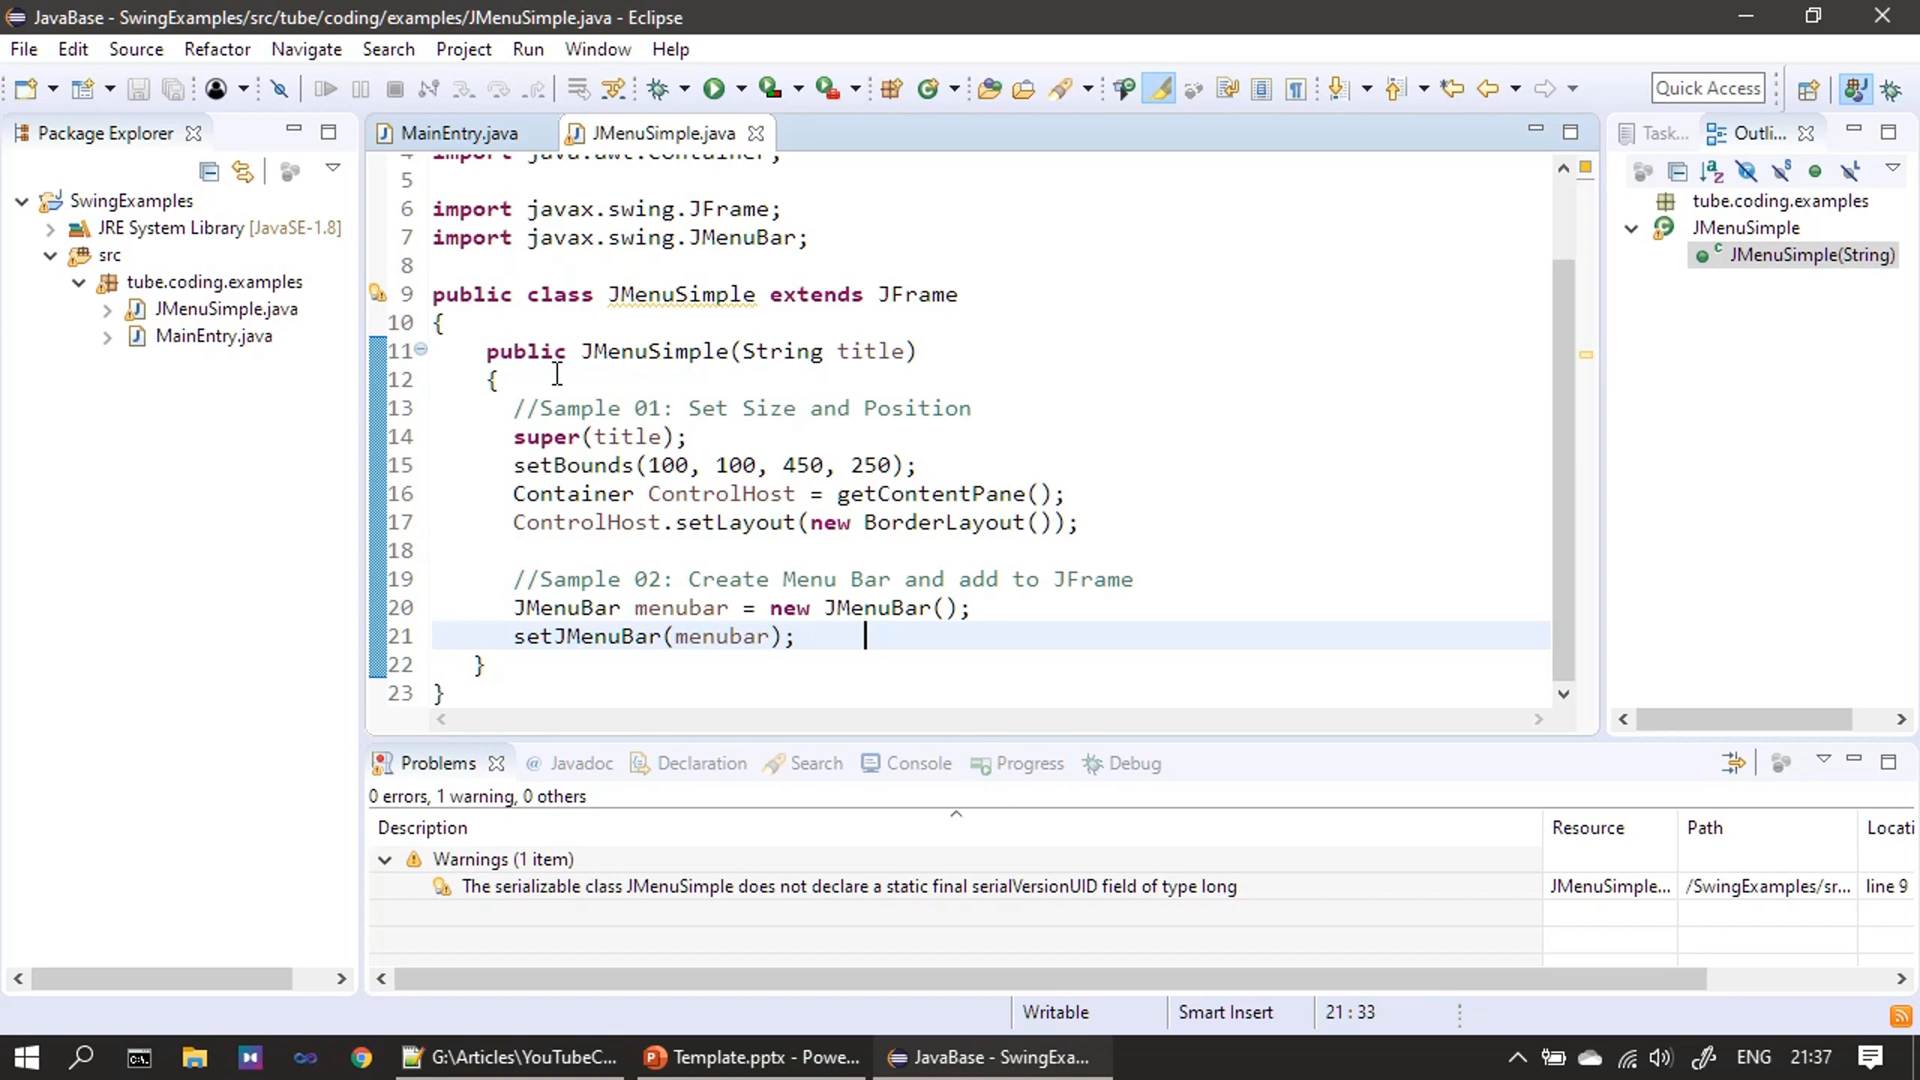 JavaBase - SwingExamples/src/tube/coding/examples/JMenuSimple.java - Eclipse
File Edit Source Refactor Navigate Search Project Run Window Help
Quick Access
Package Explorer
MainEntry.java
JMenuSimple.java
Task...
Outli...
SwingExamples
JRE System Library [JavaSE-1.8]
src
tube.coding.examples
JMenuSimple.java
MainEntry.java
4 import java.awt.Container;
5
6 import javax.swing.JFrame;
7 import javax.swing.JMenuBar;
8
9 public class JMenuSimple extends JFrame
10 {
11 public JMenuSimple(String title)
12 {
13 //Sample 01: Set Size and Position
14 super(title);
15 setBounds(100, 100, 450, 250);
16 Container ControlHost = getContentPane();
17 ControlHost.setLayout(new BorderLayout());
18
19 //Sample 02: Create Menu Bar and add to JFrame
20 JMenuBar menubar = new JMenuBar();
21 setJMenuBar(menubar);
22 }
23 }
tube.coding.examples
JMenuSimple
JMenuSimple(String)
Problems @ Javadoc Declaration Search Console Progress Debug
0 errors, 1 warning, 0 others
Description Resource Path Locati
Warnings (1 item)
The serializable class JMenuSimple does not declare a static final serialVersionUID field of type long JMenuSimple... /SwingExamples/sr... line 9
Writable Smart Insert 21 : 33
G:\Articles\YouTubeC... Template.pptx - Powe... JavaBase - SwingExa... ENG 21:37